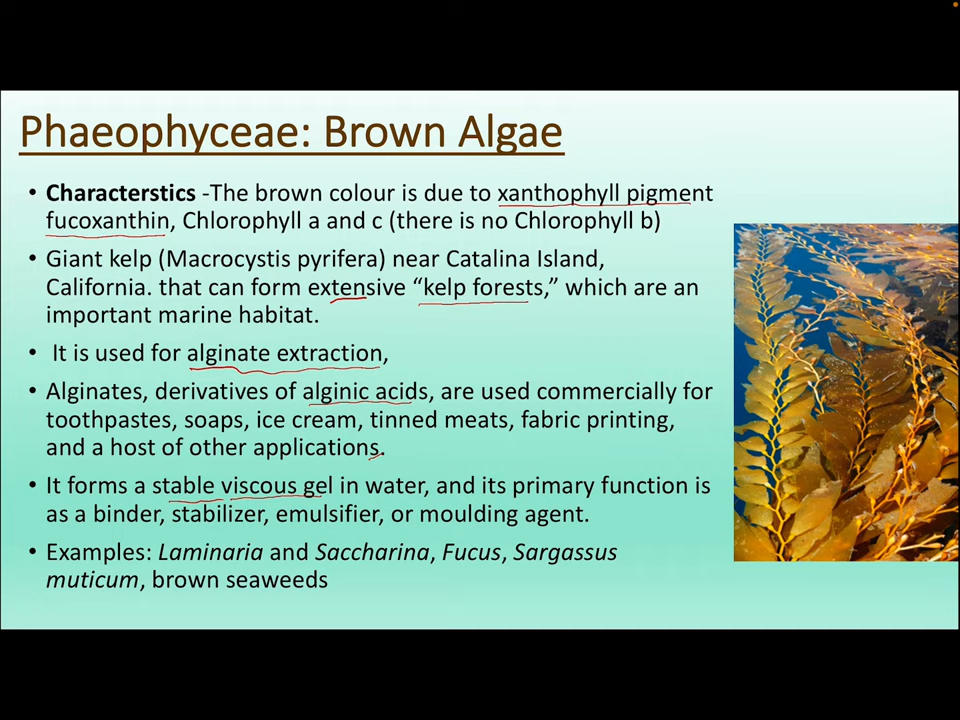 Phaeophyceae: Brown Algae
• Characterstics -The brown colour is due to xanthophyll pigment
fucoxanthin, Chlorophyll a and c (there is no Chlorophyll b)
• Giant kelp (Macrocystis pyrifera) near Catalina Island,
California. that can form extensive “kelp forests,” which are an
important marine habitat.
• It is used for alginate extraction,
• Alginates, derivatives of alginic acids, are used commercially for
toothpastes, soaps, ice cream, tinned meats, fabric printing,
and a host of other applications.
• It forms a stable viscous gel in water, and its primary function is
as a binder, stabilizer, emulsifier, or moulding agent.
• Examples: Laminaria and Saccharina, Fucus, Sargassus
muticum, brown seaweeds